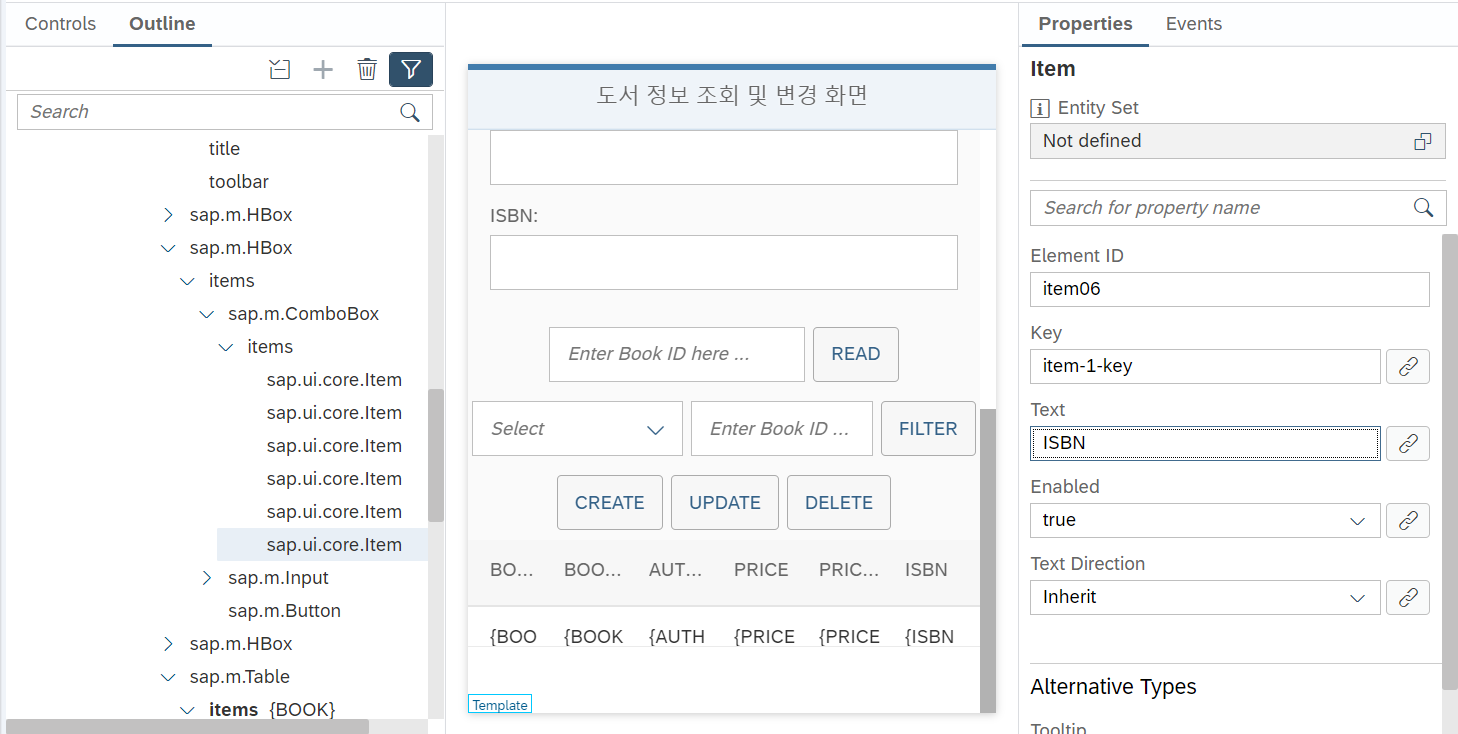 Controls
Outline
Search
title
toolbar
sap.m.HBox
sap.m.HBox
items
sap.m.ComboBox
items
sap.ui.core.Item
sap.ui.core.Item
sap.ui.core.Item
sap.ui.core.Item
sap.ui.core.Item
sap.ui.core.Item
sap.m.Input
sap.m.Button
sap.m.HBox
sap.m.Table
items {BOOK}
도서 정보 조회 및 변경 화면
ISBN:
Enter Book ID here ... READ
Select Enter Book ID ... FILTER
CREATE UPDATE DELETE
BO... BOO... AUT... PRICE PRIC... ISBN
{BOO {BOOK {AUTH {PRICE {PRICE {ISBN
Template
Properties Events
Item
Entity Set
Not defined
Search for property name
Element ID
item06
Key
item-1-key
Text
ISBN
Enabled
true
Text Direction
Inherit
Alternative Types
Tooltip